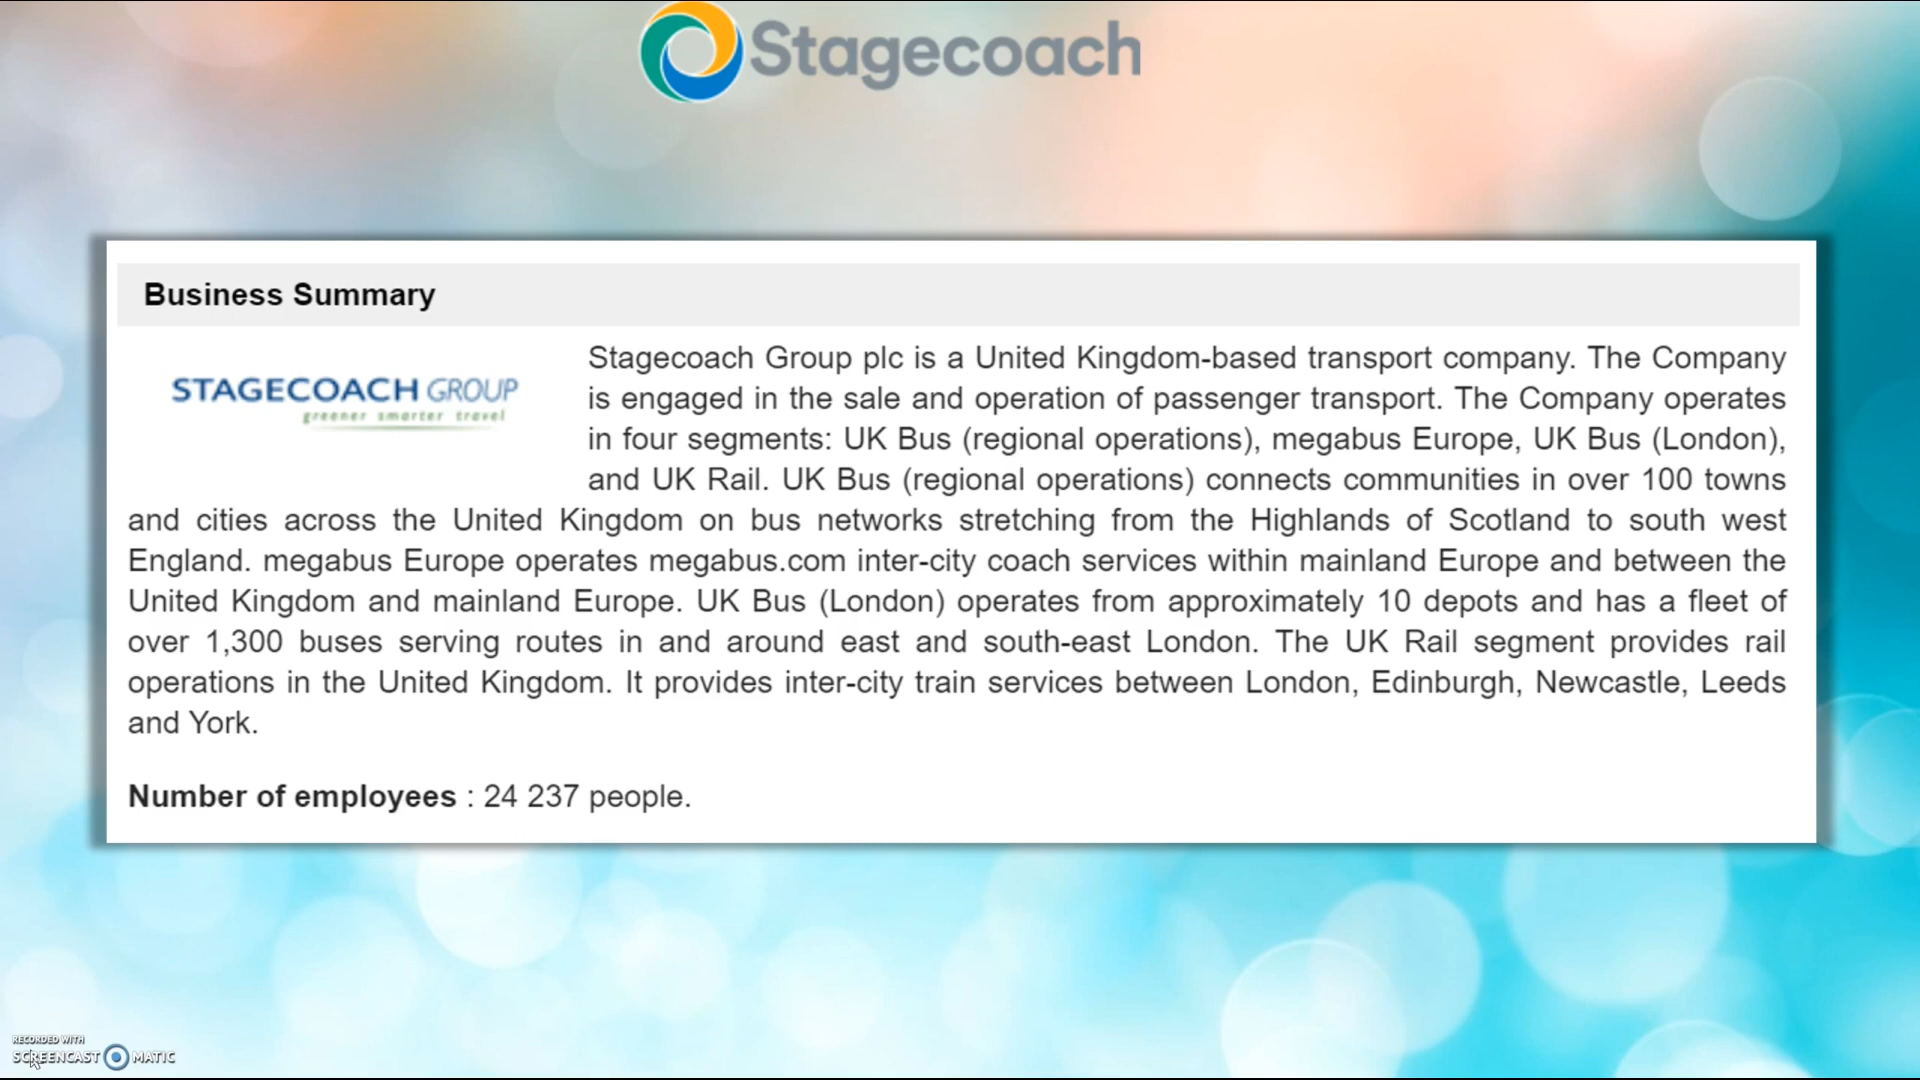 Stagecoach
Business Summary
STAGECOACH GROUP
greener smarter travel
Stagecoach Group plc is a United Kingdom-based transport company. The Company
is engaged in the sale and operation of passenger transport. The Company operates
in four segments: UK Bus (regional operations), megabus Europe, UK Bus (London),
and UK Rail. UK Bus (regional operations) connects communities in over 100 towns
and cities across the United Kingdom on bus networks stretching from the Highlands of Scotland to south west
England. megabus Europe operates megabus.com inter-city coach services within mainland Europe and between the
United Kingdom and mainland Europe. UK Bus (London) operates from approximately 10 depots and has a fleet of
over 1,300 buses serving routes in and around east and south-east London. The UK Rail segment provides rail
operations in the United Kingdom. It provides inter-city train services between London, Edinburgh, Newcastle, Leeds
and York.
Number of employees : 24 237 people.
RECORDED WITH
SCREENCAST MATIC